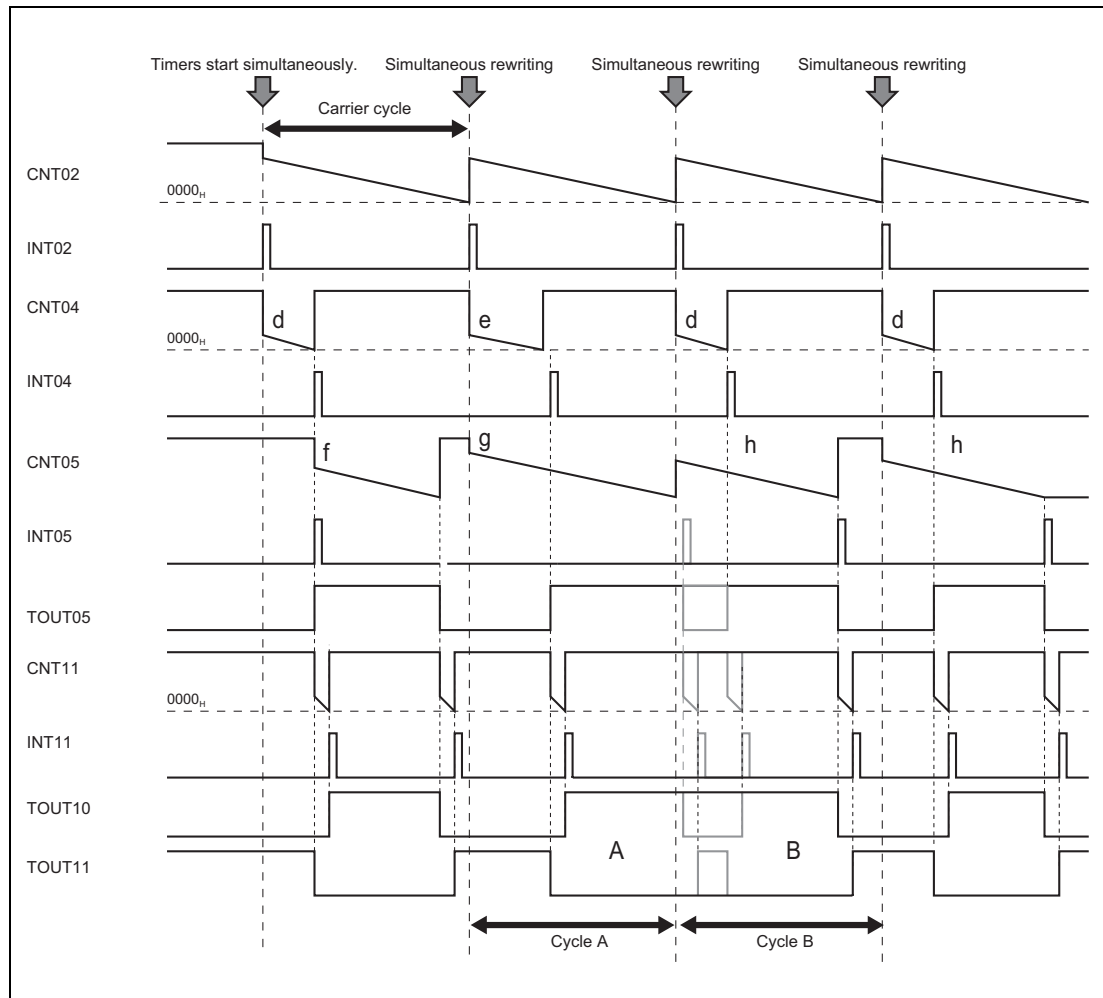 Timers start simultaneously. Simultaneous rewriting Simultaneous rewriting Simultaneous rewriting
Carrier cycle
CNT02
0000H
INT02
CNT04
d e d d
0000H
INT04
CNT05
f g h h
INT05
TOUT05
CNT11
0000H
INT11
TOUT10
A B
TOUT11
Cycle A Cycle B